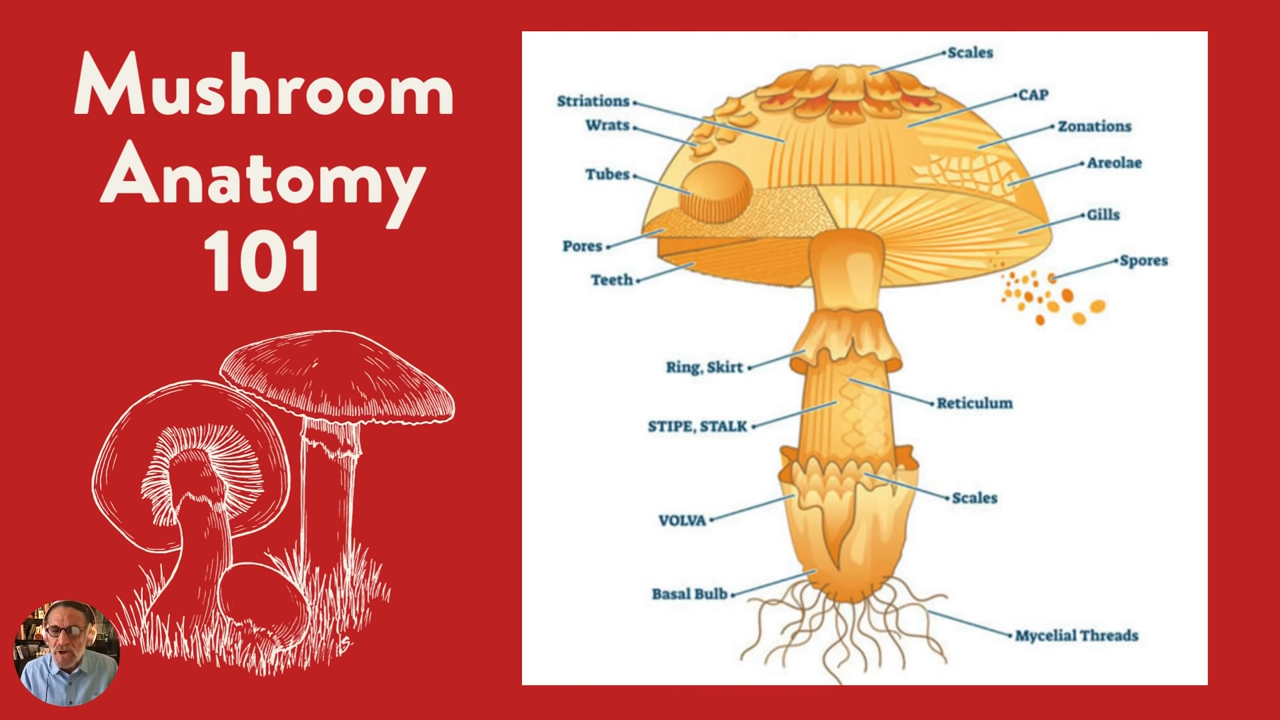 Mushroom
Anatomy
101
Scales
Striations
CAP
Wrats
Zonations
Areolae
Tubes
Gills
Pores
Spores
Teeth
Ring, Skirt
Reticulum
STIPE, STALK
Scales
VOLVA
Basal Bulb
Mycelial Threads